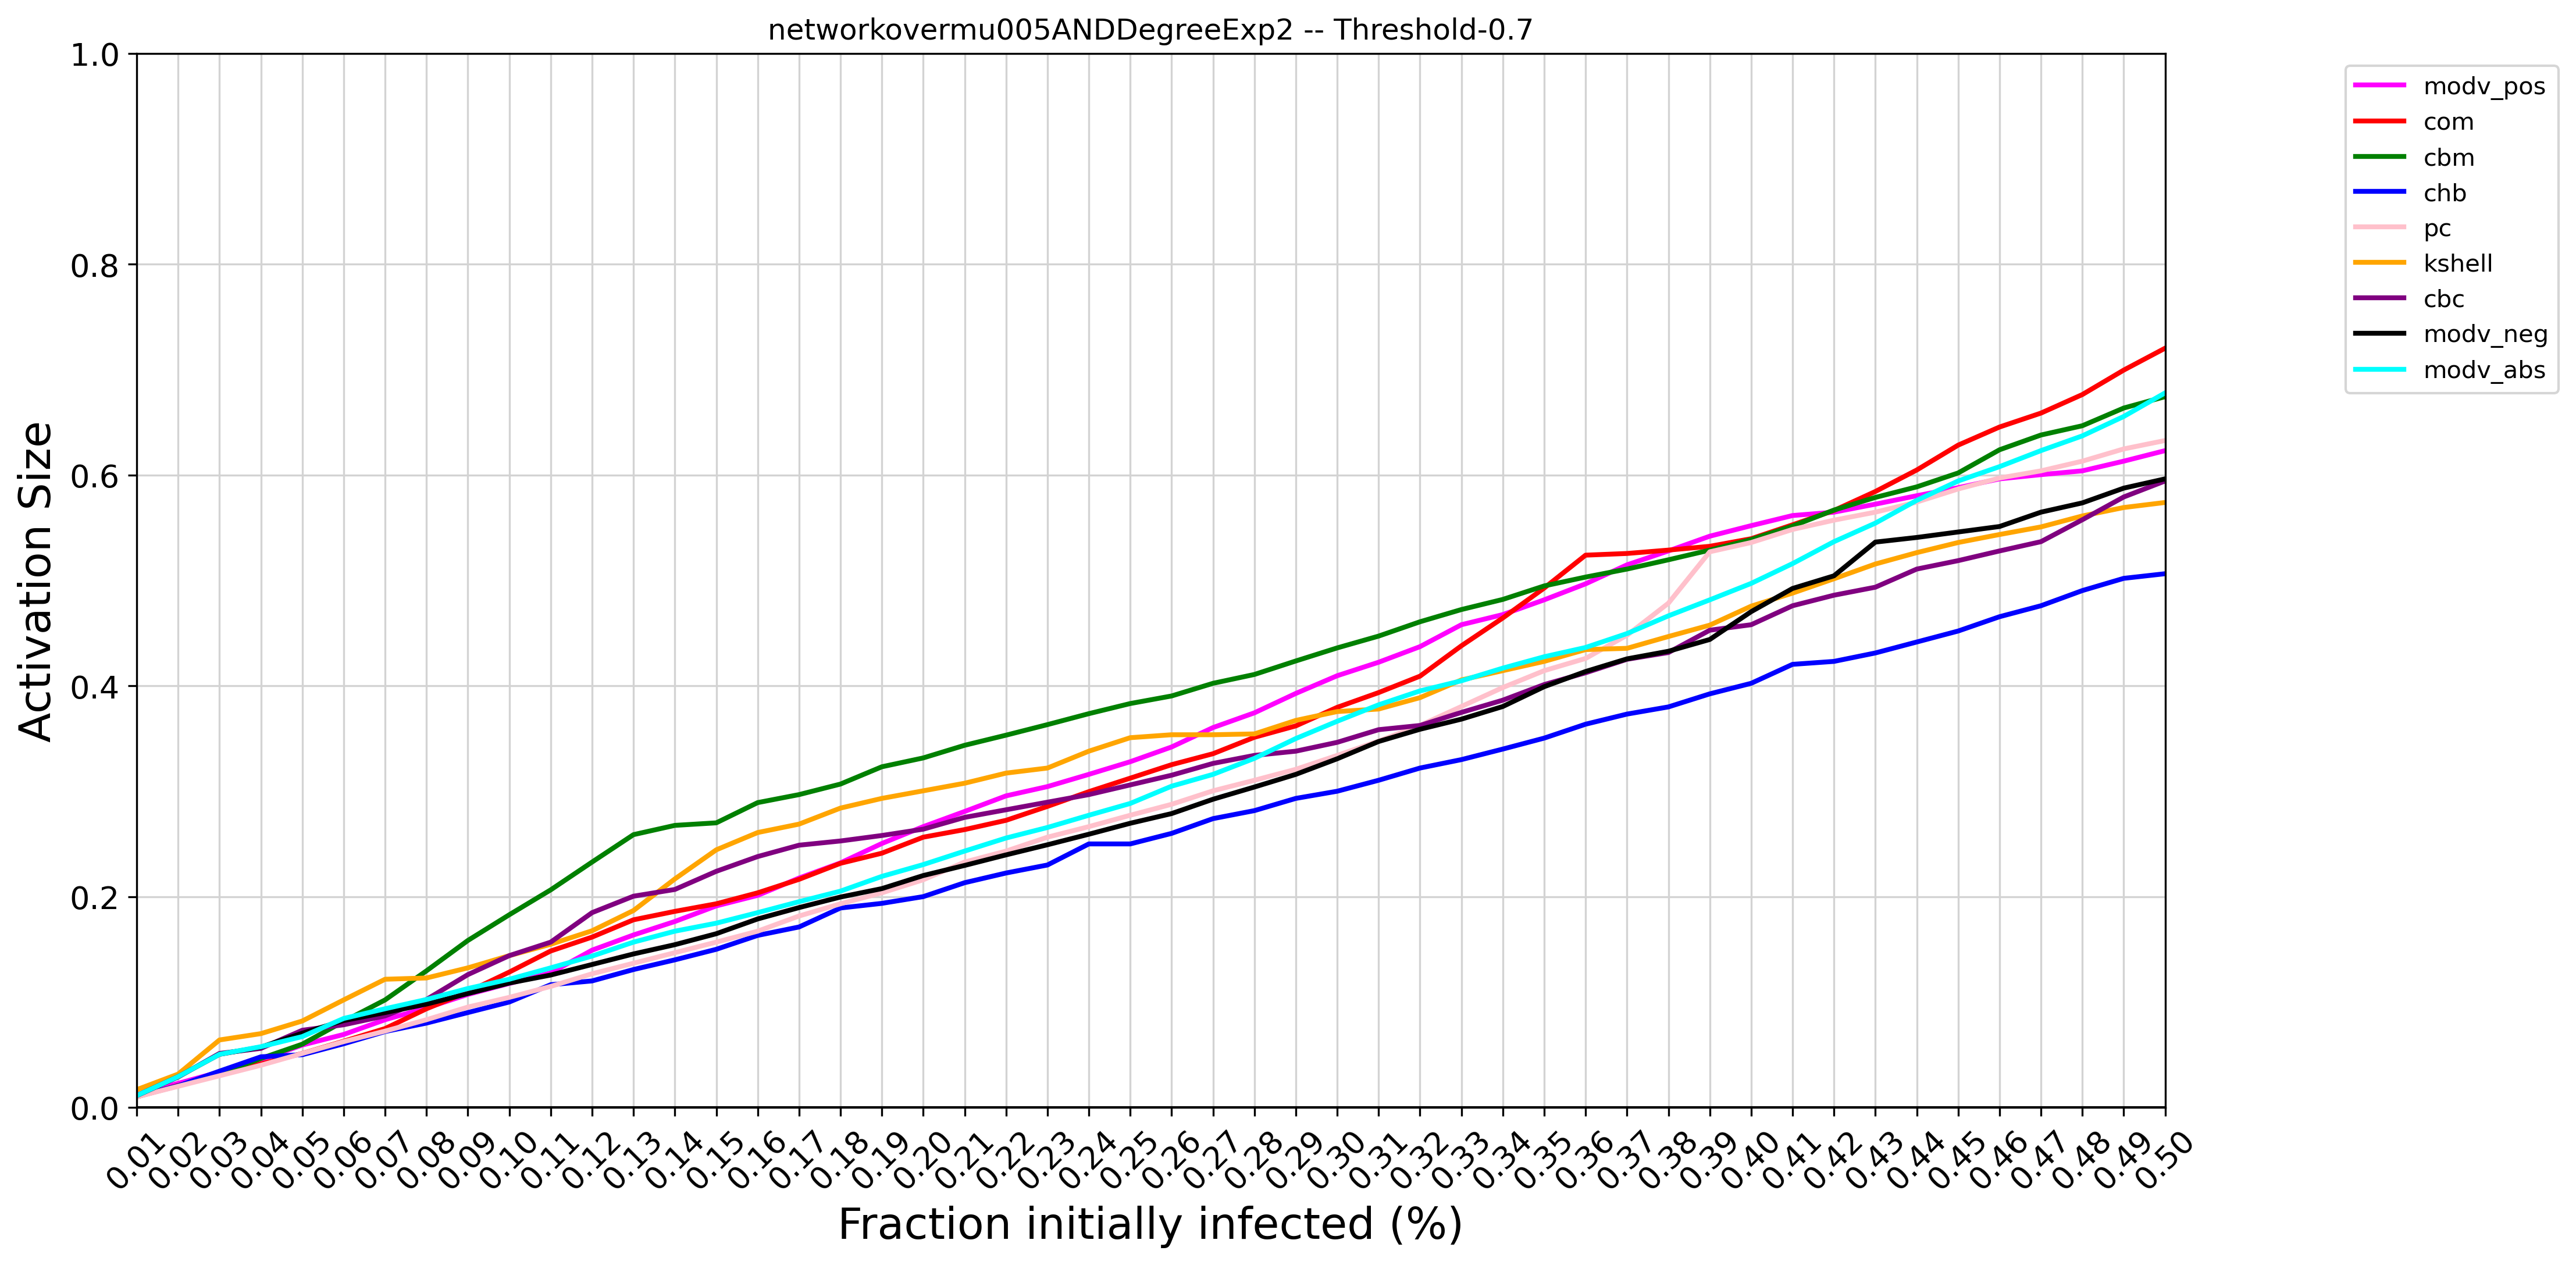 networkovermu005ANDDegreeExp2 -- Threshold-0.7
1.0
0.8
0.6
0.4
0.2
0.0
Activation Size
0.01 0.02 0.03 0.04 0.05 0.06 0.07 0.08 0.09 0.10 0.11 0.12 0.13 0.14 0.15 0.16 0.17 0.18 0.19 0.20 0.21 0.22 0.23 0.24 0.25 0.26 0.27 0.28 0.29 0.30 0.31 0.32 0.33 0.34 0.35 0.36 0.37 0.38 0.39 0.40 0.41 0.42 0.43 0.44 0.45 0.46 0.47 0.48 0.49 0.50
Fraction initially infected (%)
modv_pos
com
cbm
chb
pc
kshell
cbc
modv_neg
modv_abs